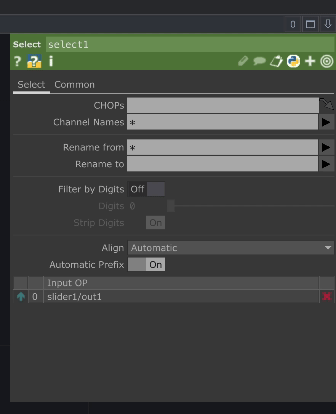 Select select1
? ? i
Select Common
CHOPs
Channel Names *
Rename from *
Rename to
Filter by Digits Off
Digits 0
Strip Digits On
Align Automatic
Automatic Prefix On
Input OP
0 slider1/out1